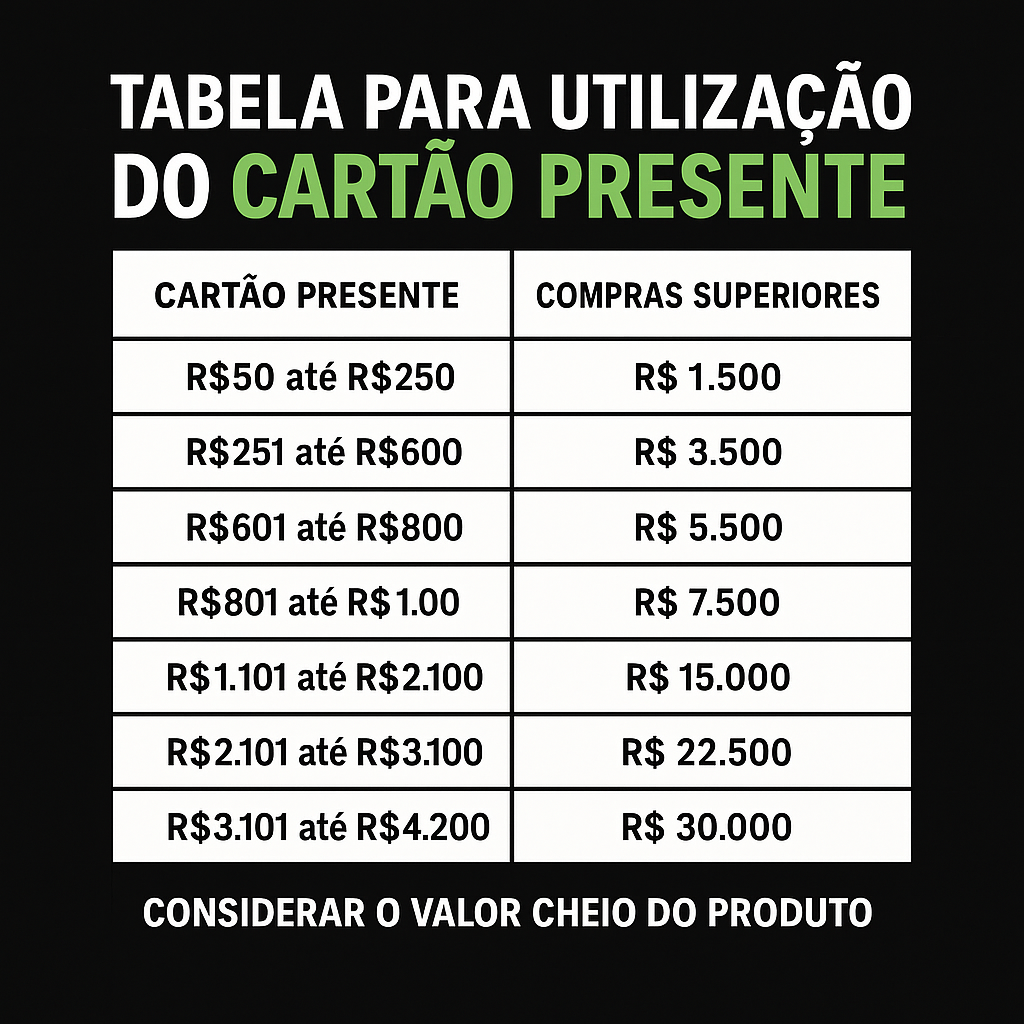 TABELA PARA UTILIZAÇÃO
DO CARTÃO PRESENTE
CARTÃO PRESENTE COMPRAS SUPERIORES
R$50 até R$250 R$ 1.500
R$251 até R$600 R$ 3.500
R$601 até R$800 R$ 5.500
R$801 até R$1.00 R$ 7.500
R$1.101 até R$2.100 R$ 15.000
R$2.101 até R$3.100 R$ 22.500
R$3.101 até R$4.200 R$ 30.000
CONSIDERAR O VALOR CHEIO DO PRODUTO